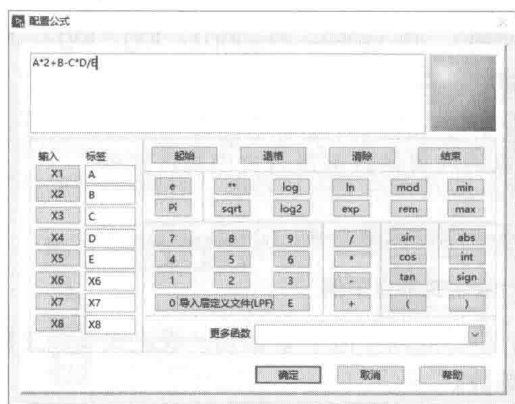 配置公式
A*2+B-C*D/E
输入 标签 起始 退格 清除 结束
X1 A e ** log ln mod min
X2 B Pi sqrt log2 exp rem max
X3 C
X4 D 7 8 9 / sin abs
X5 E 4 5 6 * cos int
X6 X6 1 2 3 - tan sign
X7 X7 0 导入层定义文件(LPF) E + ( )
X8 X8
更多函数
确定 取消 帮助